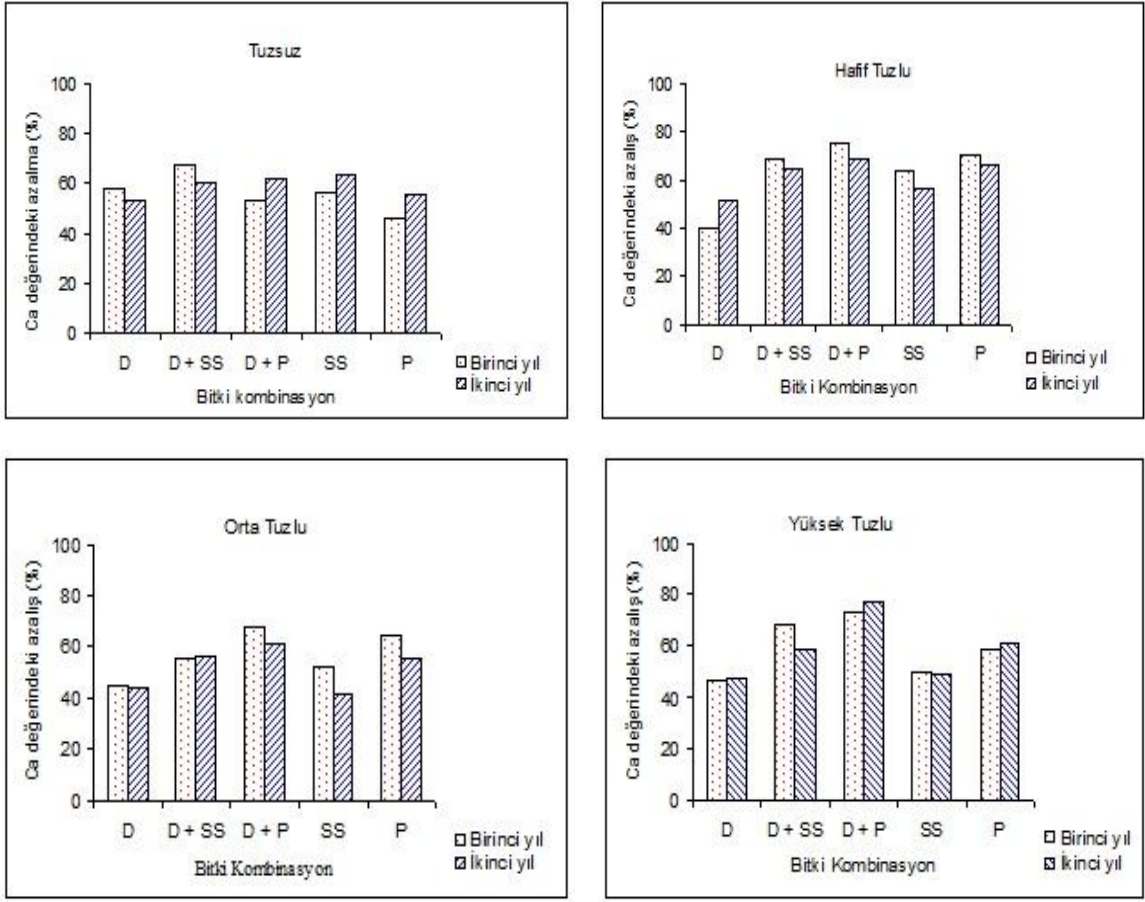 Tuzsuz
Ca değerindeki azalma (%)
100
80
60
40
20
0
D D + SS D + P SS P
Bitki kombinasyon
Birinci yıl
İkinci yıl
Hafif Tuzlu
Ca değerindeki azalış (%)
100
80
60
40
20
0
D D + SS D + P SS P
Bitki Kombinasyon
Birinci yıl
İkinci yıl
Orta Tuzlu
Ca değerindeki azalış (%)
100
80
60
40
20
0
D D + SS D + P SS P
Bitki Kombinasyon
Birinci yıl
İkinci yıl
Yüksek Tuzlu
Ca değerindeki azalış (%)
100
80
60
40
20
0
D D + SS D + P SS P
Bitki Kombinasyon
Birinci yıl
İkinci yıl